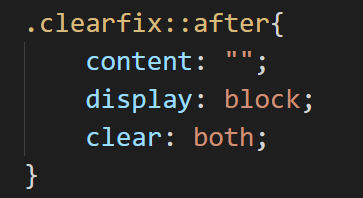 .clearfix::after{
    content: "";
    display: block;
    clear: both;
}